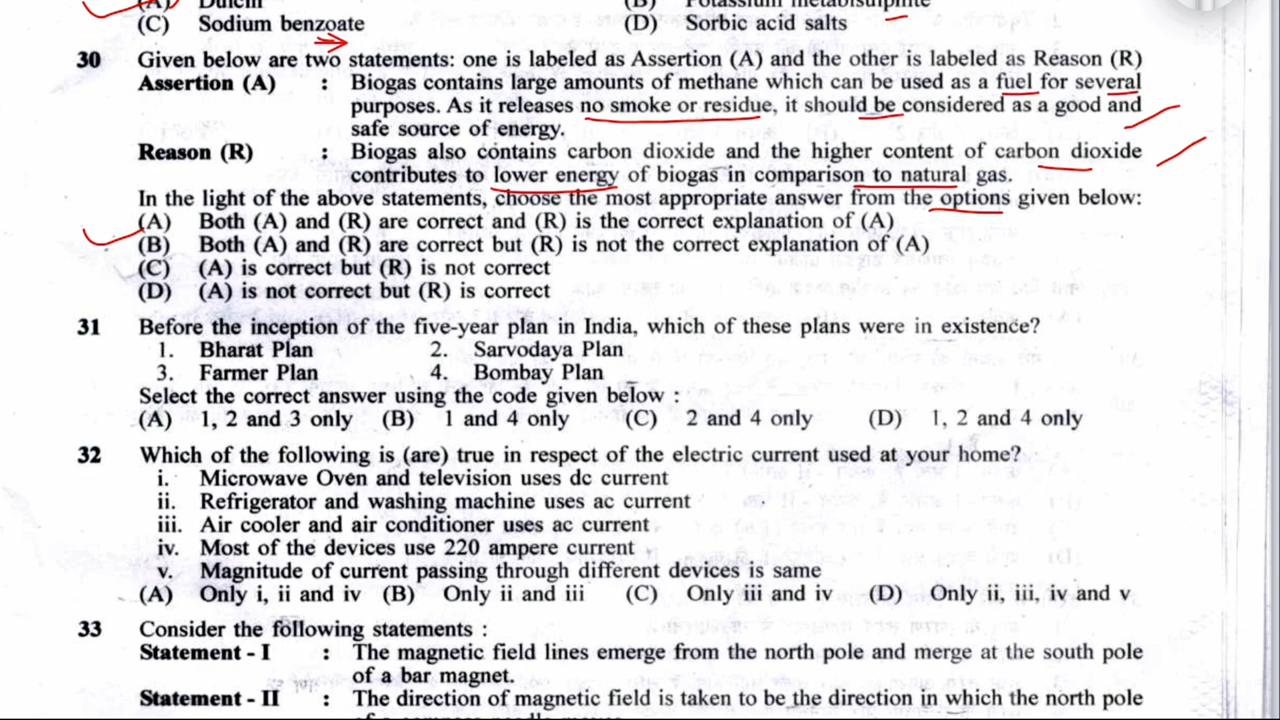 (A) Dulcin (B) Potassium metabisulphite
(C) Sodium benzoate (D) Sorbic acid salts
30 Given below are two statements: one is labeled as Assertion (A) and the other is labeled as Reason (R)
Assertion (A) : Biogas contains large amounts of methane which can be used as a fuel for several
purposes. As it releases no smoke or residue, it should be considered as a good and
safe source of energy.
Reason (R) : Biogas also contains carbon dioxide and the higher content of carbon dioxide
contributes to lower energy of biogas in comparison to natural gas.
In the light of the above statements, choose the most appropriate answer from the options given below:
(A) Both (A) and (R) are correct and (R) is the correct explanation of (A)
(B) Both (A) and (R) are correct but (R) is not the correct explanation of (A)
(C) (A) is correct but (R) is not correct
(D) (A) is not correct but (R) is correct
31 Before the inception of the five-year plan in India, which of these plans were in existence?
1. Bharat Plan 2. Sarvodaya Plan
3. Farmer Plan 4. Bombay Plan
Select the correct answer using the code given below :
(A) 1, 2 and 3 only (B) 1 and 4 only (C) 2 and 4 only (D) 1, 2 and 4 only
32 Which of the following is (are) true in respect of the electric current used at your home?
i. Microwave Oven and television uses dc current
ii. Refrigerator and washing machine uses ac current
iii. Air cooler and air conditioner uses ac current
iv. Most of the devices use 220 ampere current
v. Magnitude of current passing through different devices is same
(A) Only i, ii and iv (B) Only ii and iii (C) Only iii and iv (D) Only i, iii, iv and v
33 Consider the following statements :
Statement - I : The magnetic field lines emerge from the north pole and merge at the south pole
of a bar magnet.
Statement - II : The direction of magnetic field is taken to be the direction in which the north pole
of a compass needle moves.